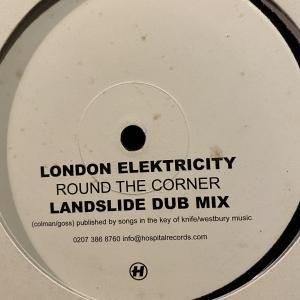 LONDON ELEKTRICITY
ROUND THE CORNER
LANDSLIDE DUB MIX
(colman/goss) published by songs in the key of knife/westbury music
0207 386 8760 info@hospitalrecords.com
H